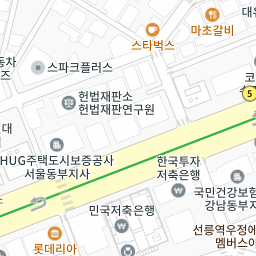 대우
마초갈비
스타벅스
동차
즈
스파크플러스
코
5
헌법재판소
헌법재판연구원
대
HUG주택도시보증공사
서울동부지사
한국투자
저축은행
국민건강보험
강남동부지
민국저축은행
선릉역우정에
멤버스이
롯데리아
스